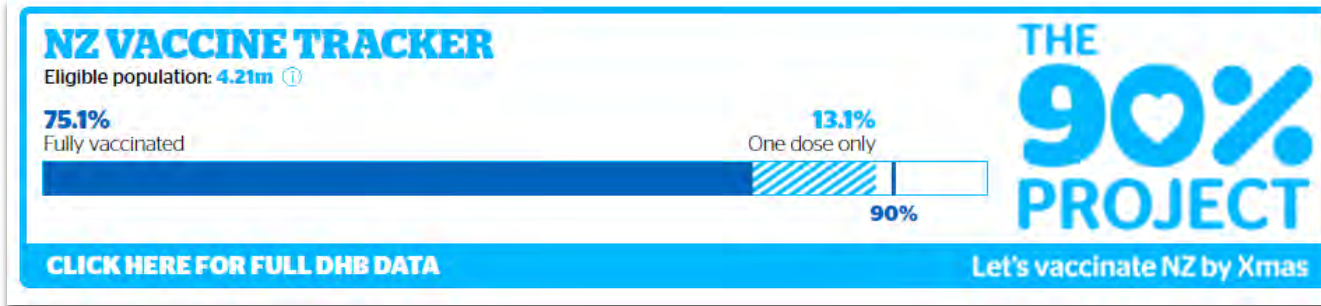 NZ VACCINE TRACKER
Eligible population: 4.21m ⓘ
75.1%
Fully vaccinated
13.1%
One dose only
90%
THE
90%
PROJECT
CLICK HERE FOR FULL DHB DATA
Let's vaccinate NZ by Xmas